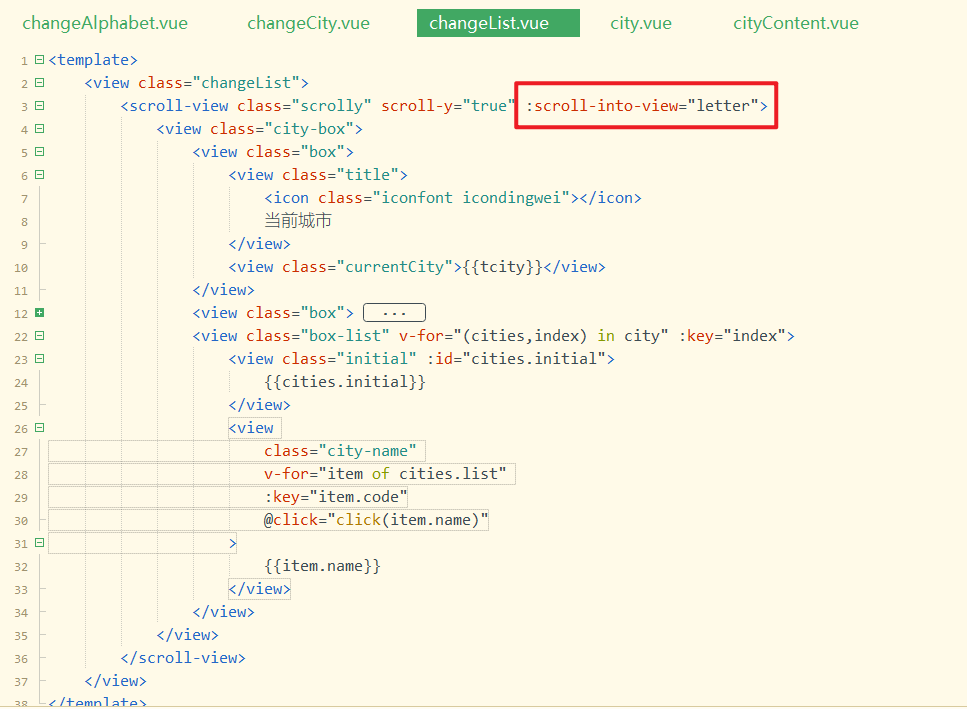 changeAlphabet.vue changeCity.vue changeList.vue city.vue cityContent.vue
1 <template>
2 <view class="changeList">
3 <scroll-view class="scrolly" scroll-y="true" :scroll-into-view="letter">
4 <view class="city-box">
5 <view class="box">
6 <view class="title">
7 <icon class="iconfont icondingwei"></icon>
8 当前城市
9 </view>
10 <view class="currentCity">{{tcity}}</view>
11 </view>
12 <view class="box"> ...
22 <view class="box-list" v-for="(cities,index) in city" :key="index">
23 <view class="initial" :id="cities.initial">
24 {{cities.initial}}
25 </view>
26 <view
27 class="city-name"
28 v-for="item of cities.list"
29 :key="item.code"
30 @click="click(item.name)"
31 >
32 {{item.name}}
33 </view>
34 </view>
35 </view>
36 </scroll-view>
37 </view>
38 </template>